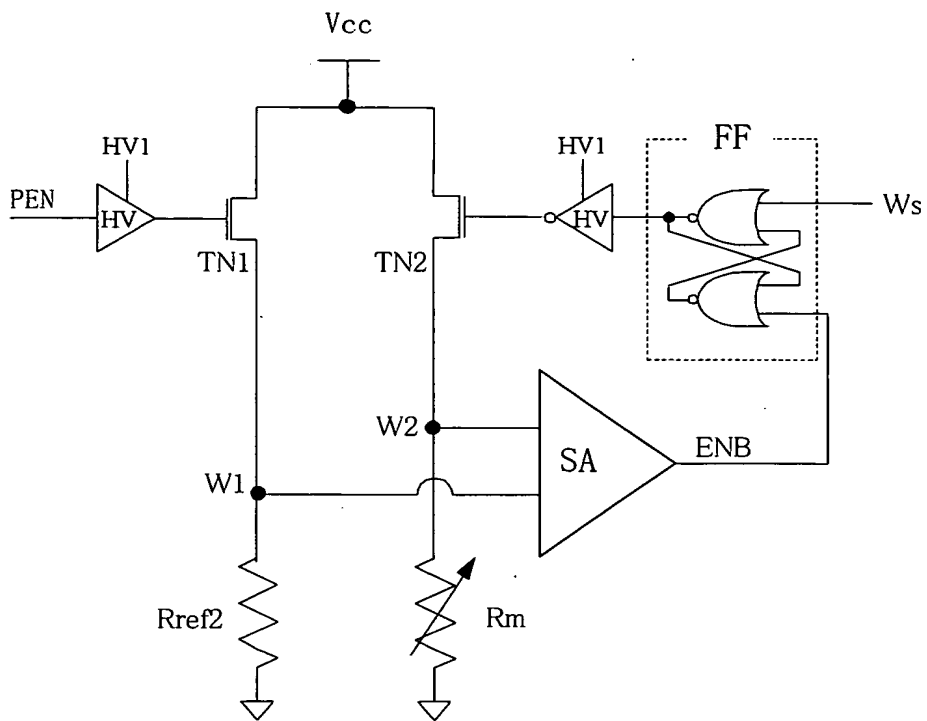 Vcc
FF
HV1
HV1
PEN
HV
HV
Ws
TN1
TN2
W2
SA
ENB
W1
Rref2
Rm